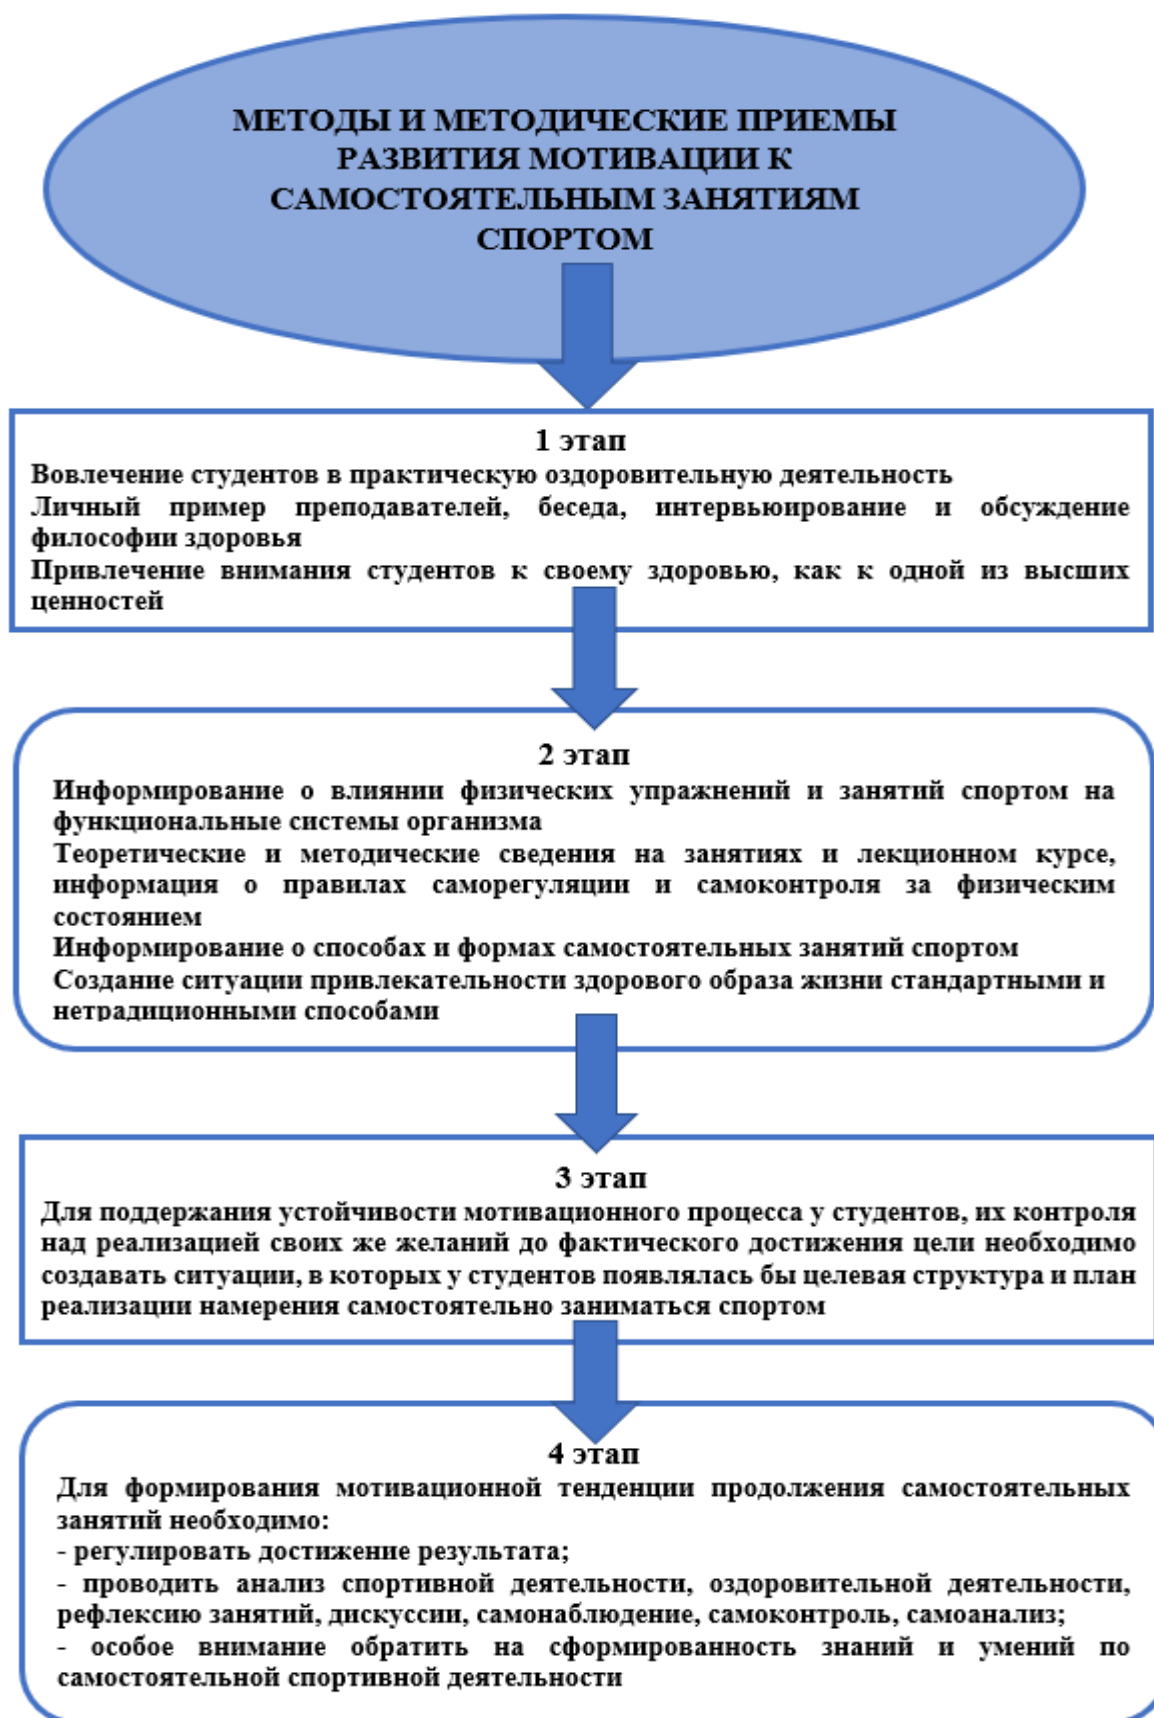 МЕТОДЫ И МЕТОДИЧЕСКИЕ ПРИЕМЫ
РАЗВИТИЯ МОТИВАЦИИ К
САМОСТОЯТЕЛЬНЫМ ЗАНЯТИЯМ
СПОРТОМ
1 этап
Вовлечение студентов в практическую оздоровительную деятельность
Личный пример преподавателей, беседа, интервьюирование и обсуждение
философии здоровья
Привлечение внимания студентов к своему здоровью, как к одной из высших
ценностей
2 этап
Информирование о влиянии физических упражнений и занятий спортом на
функциональные системы организма
Теоретические и методические сведения на занятиях и лекционном курсе,
информация о правилах саморегуляции и самоконтроля за физическим
состоянием
Информирование о способах и формах самостоятельных занятий спортом
Создание ситуации привлекательности здорового образа жизни стандартными и
нетрадиционными способами
3 этап
Для поддержания устойчивости мотивационного процесса у студентов, их контроля
над реализацией своих же желаний до фактического достижения цели необходимо
создавать ситуации, в которых у студентов появлялась бы целевая структура и план
реализации намерения самостоятельно заниматься спортом
4 этап
Для формирования мотивационной тенденции продолжения самостоятельных
занятий необходимо:
- регулировать достижение результата;
- проводить анализ спортивной деятельности, оздоровительной деятельности,
рефлексию занятий, дискуссии, самонаблюдение, самоконтроль, самоанализ;
- особое внимание обратить на сформированность знаний и умений по
самостоятельной спортивной деятельности